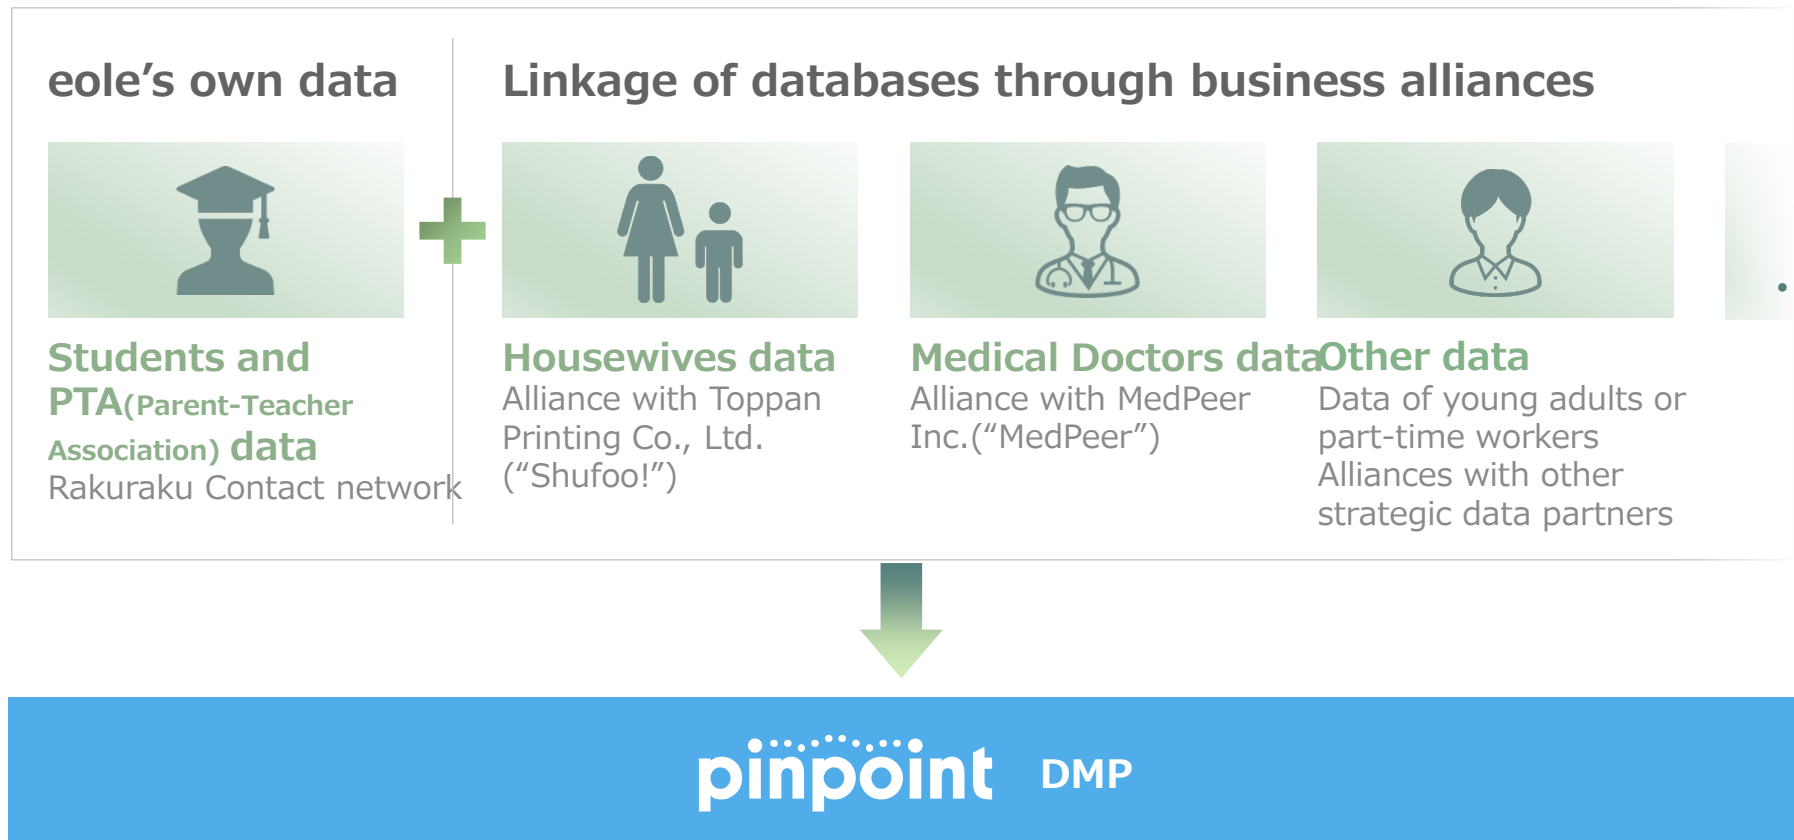 eole’s own data
Students and
PTA(Parent-Teacher
Association) data
Rakuraku Contact network
Linkage of databases through business alliances
Housewives data
Alliance with Toppan
Printing Co., Ltd.
(“Shufoo!”)
Medical Doctors data
Alliance with MedPeer
Inc.(“MedPeer”)
Other data
Data of young adults or
part-time workers
Alliances with other
strategic data partners
pinpoint DMP